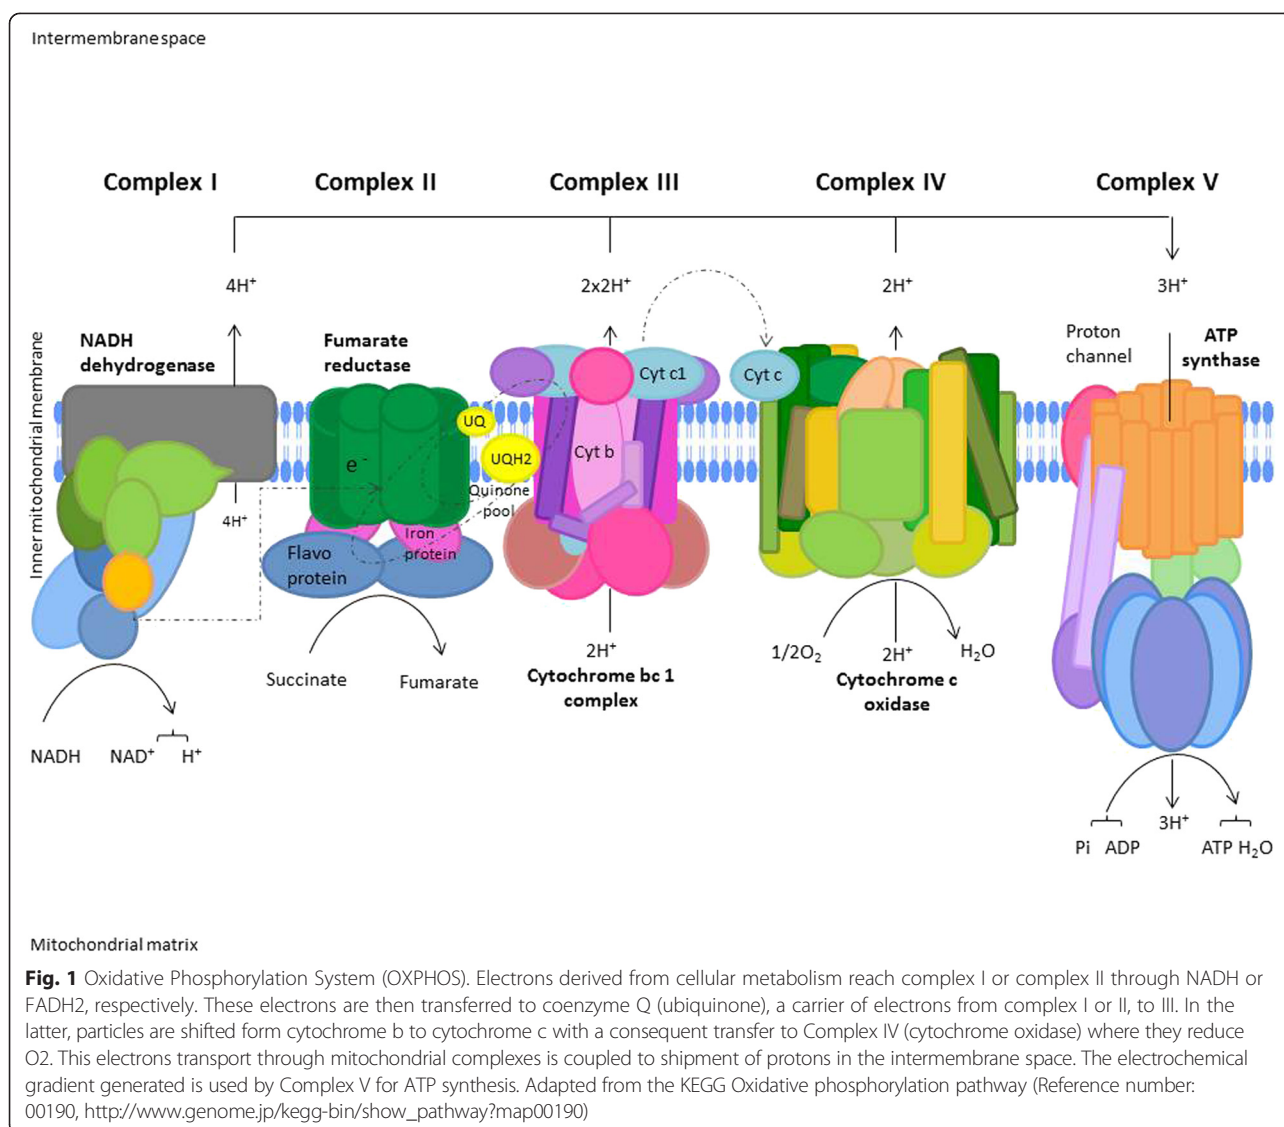 Intermembrane space
Complex I
Complex II
Complex III
Complex IV
Complex V
4H⁺
2x2H⁺
2H⁺
3H⁺
Innermitochondrial membrane
NADH
dehydrogenase
Fumarate
reductase
Proton
channel
ATP
synthase
Cyt c1
Cyt c
UQ
Cyt b
UQH2
e⁻
Quinone
pool
4H⁺
Iron
protein
Flavo
protein
Succinate
Fumarate
2H⁺
Cytochrome bc 1
complex
1/2O₂
2H⁺
H₂O
Cytochrome c
oxidase
NADH
NAD⁺
H⁺
Pi
ADP
3H⁺
ATP H₂O
Mitochondrial matrix
Fig. 1 Oxidative Phosphorylation System (OXPHOS). Electrons derived from cellular metabolism reach complex I or complex II through NADH or
FADH2, respectively. These electrons are then transferred to coenzyme Q (ubiquinone), a carrier of electrons from complex I or II, to III. In the
latter, particles are shifted form cytochrome b to cytochrome c with a consequent transfer to Complex IV (cytochrome oxidase) where they reduce
O2. This electrons transport through mitochondrial complexes is coupled to shipment of protons in the intermembrane space. The electrochemical
gradient generated is used by Complex V for ATP synthesis. Adapted from the KEGG Oxidative phosphorylation pathway (Reference number:
00190, http://www.genome.jp/kegg-bin/show_pathway?map00190)